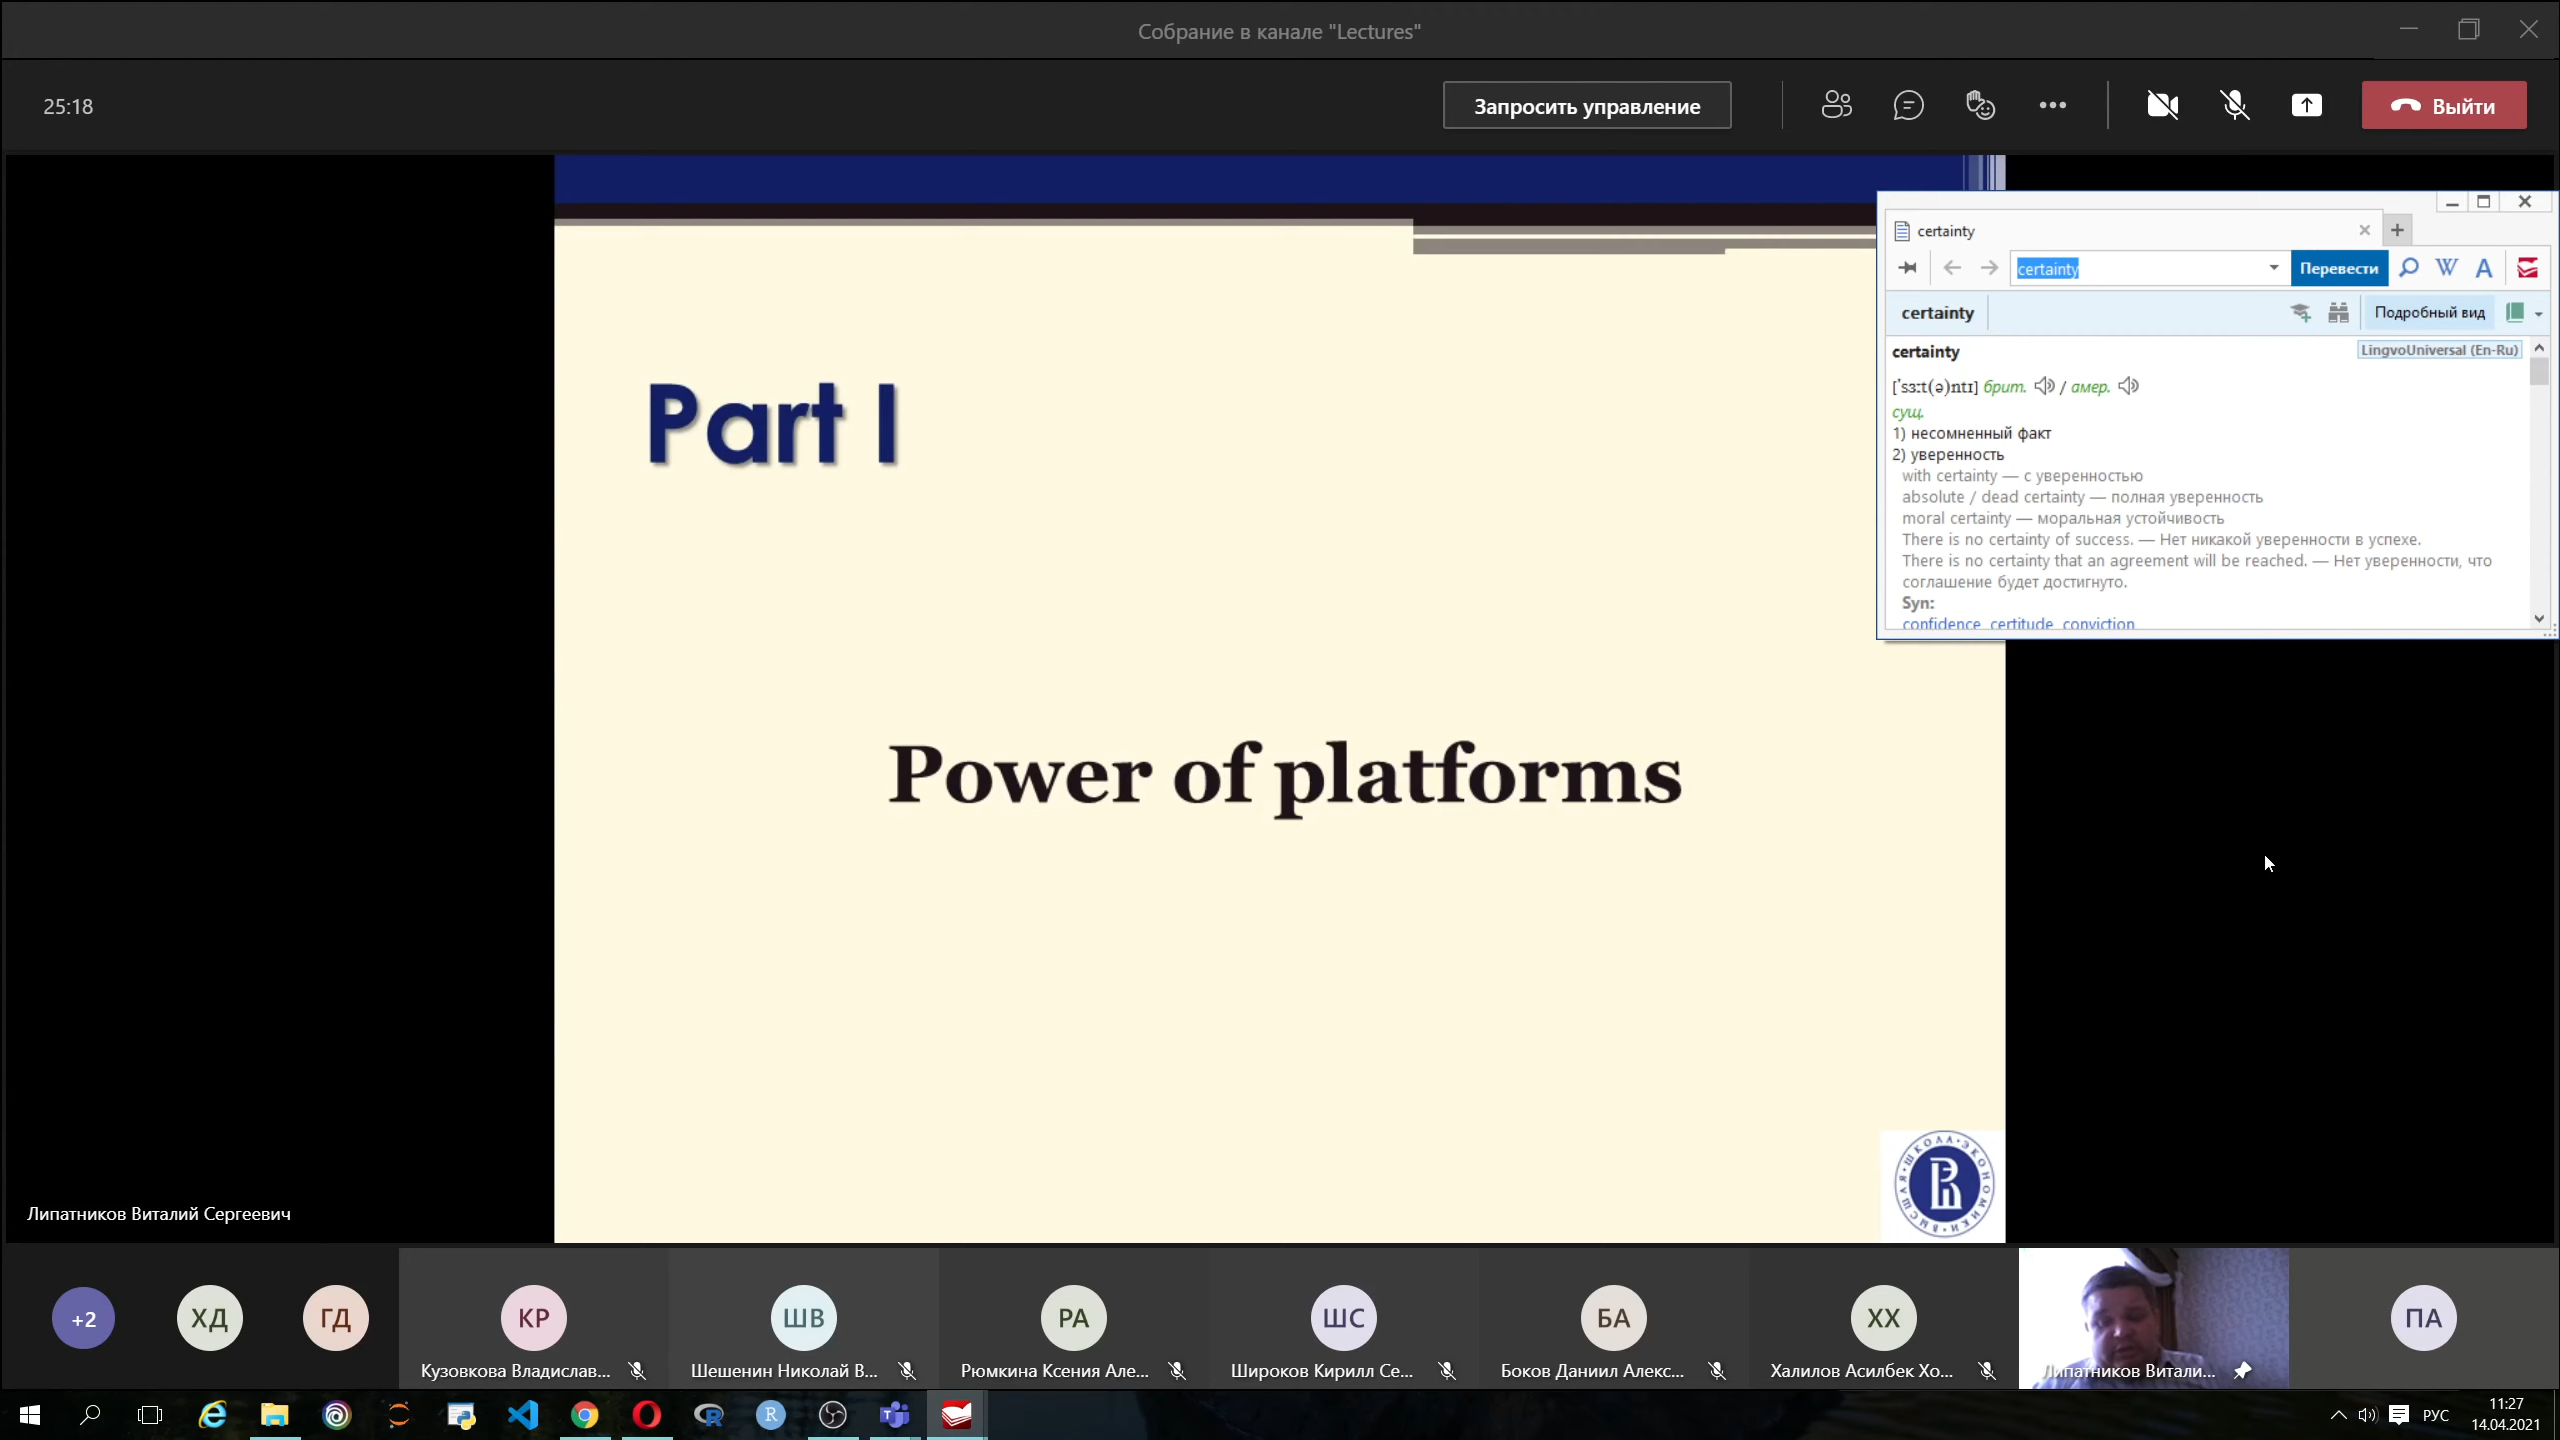 Собрание в канале "Lectures"
25:18
Запросить управление
Выйти
certainty
certainty
Перевести
certainty
Подробный вид
certainty
LingvoUniversal (En-Ru)
['sɜːt(ə)ntɪ] брит. / амер.
сущ.
1) несомненный факт
2) уверенность
with certainty — с уверенностью
absolute / dead certainty — полная уверенность
moral certainty — моральная устойчивость
There is no certainty of success. — Нет никакой уверенности в успехе.
There is no certainty that an agreement will be reached. — Нет уверенности, что
соглашение будет достигнуто.
Syn:
confidence, certitude, conviction
Part I
Power of platforms
ВЫСШАЯ ШКОЛА ЭКОНОМИКИ
Липатников Виталий Сергеевич
+2
ХД
ГД
КР
ШВ
РА
ШС
БА
ХХ
ПА
Кузовкова Владислав...
Шешенин Николай В...
Рюмкина Ксения Але...
Широков Кирилл Се...
Боков Даниил Алекс...
Халилов Асилбек Хо...
Липатников Витали...
РУС
11:27
14.04.2021